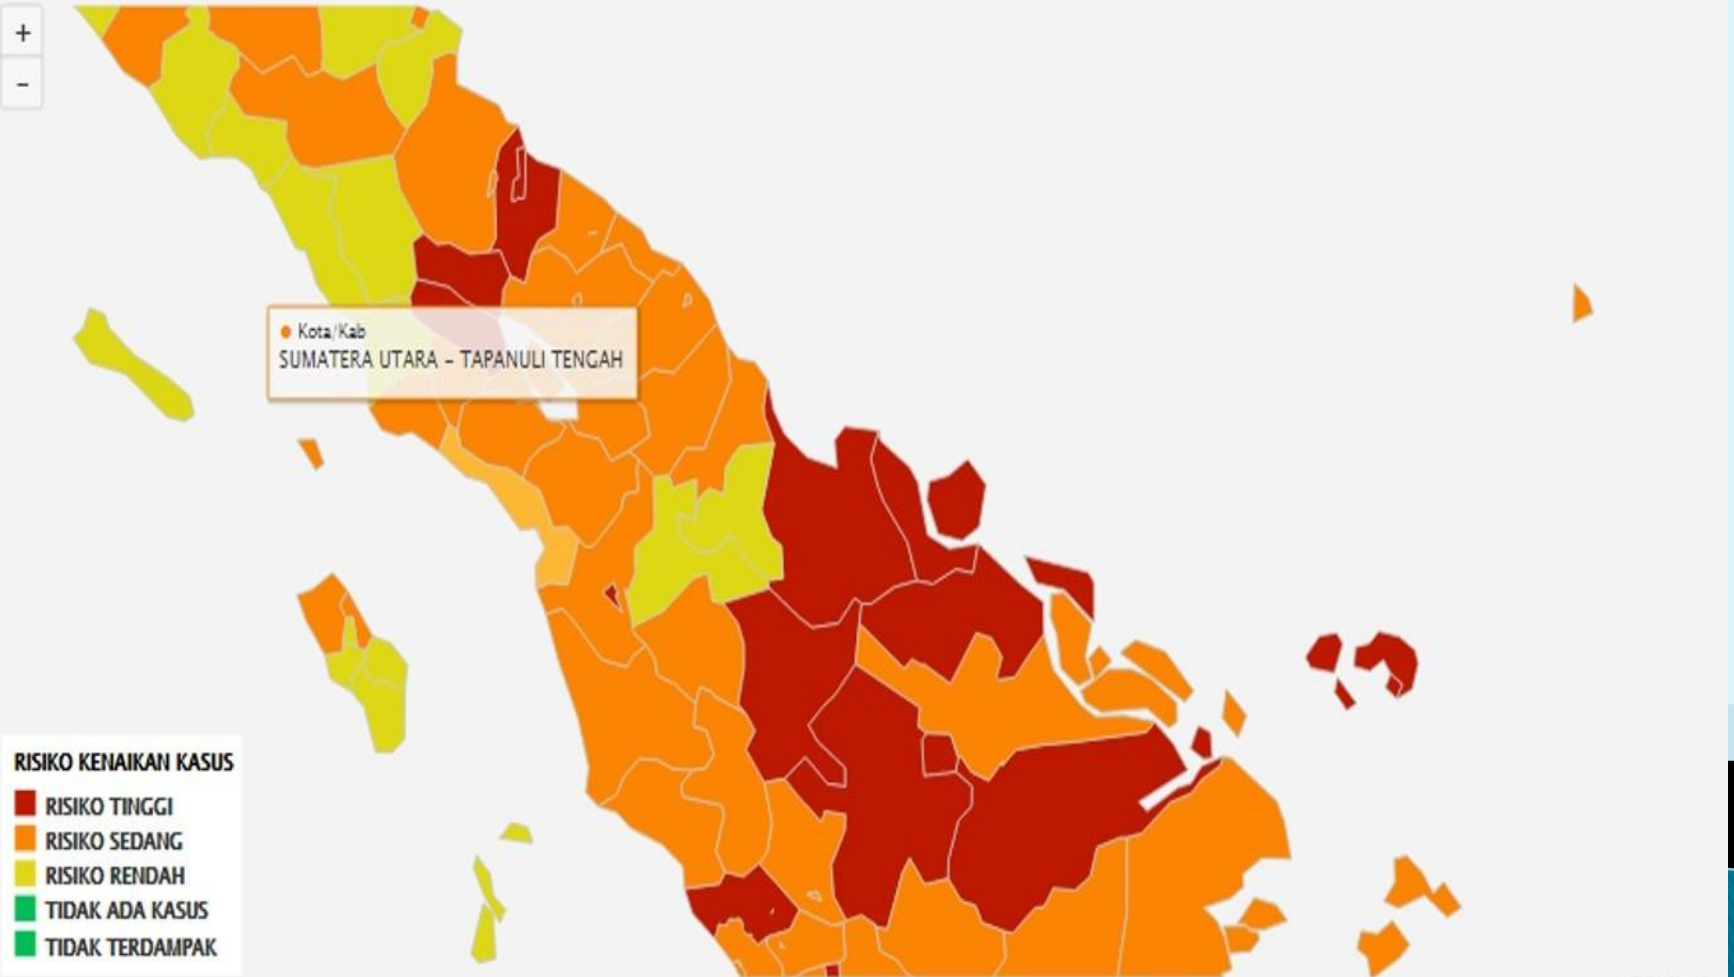 +
-
Kota/Kab
SUMATERA UTARA - TAPANULI TENGAH
RISIKO KENAIKAN KASUS
RISIKO TINGGI
RISIKO SEDANG
RISIKO RENDAH
TIDAK ADA KASUS
TIDAK TERDAMPAK